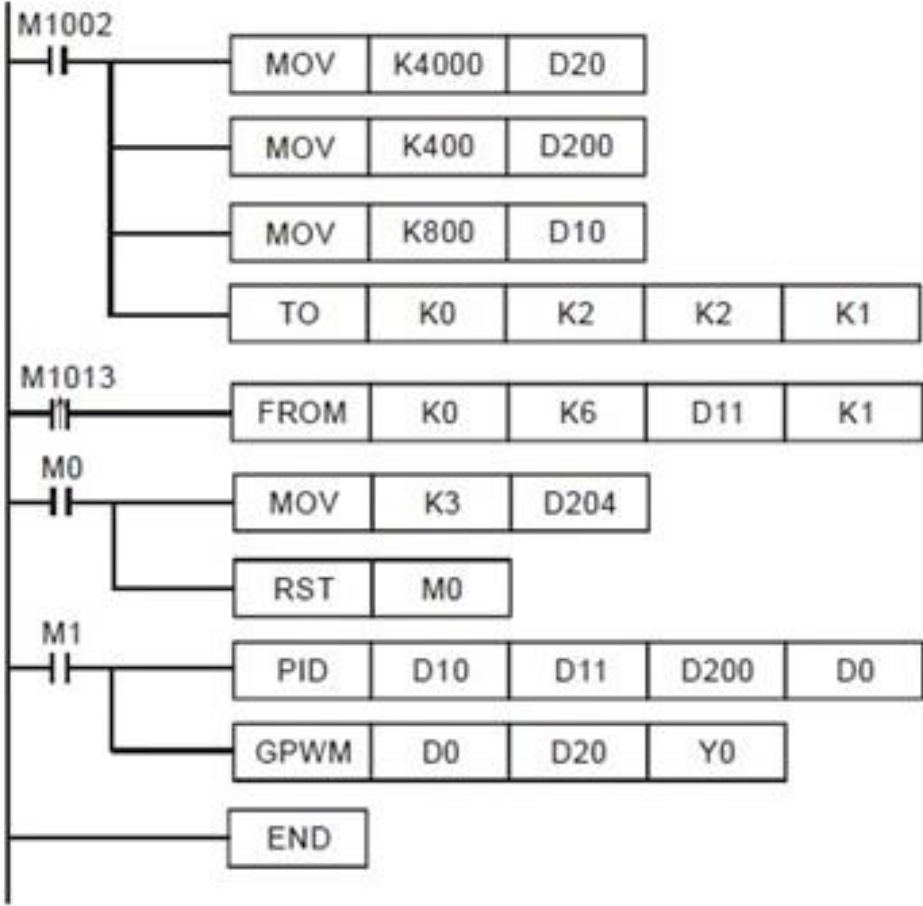 M1002
MOV K4000 D20
MOV K400 D200
MOV K800 D10
TO K0 K2 K2 K1
M1013
FROM K0 K6 D11 K1
M0
MOV K3 D204
RST M0
M1
PID D10 D11 D200 D0
GPWM D0 D20 Y0
END